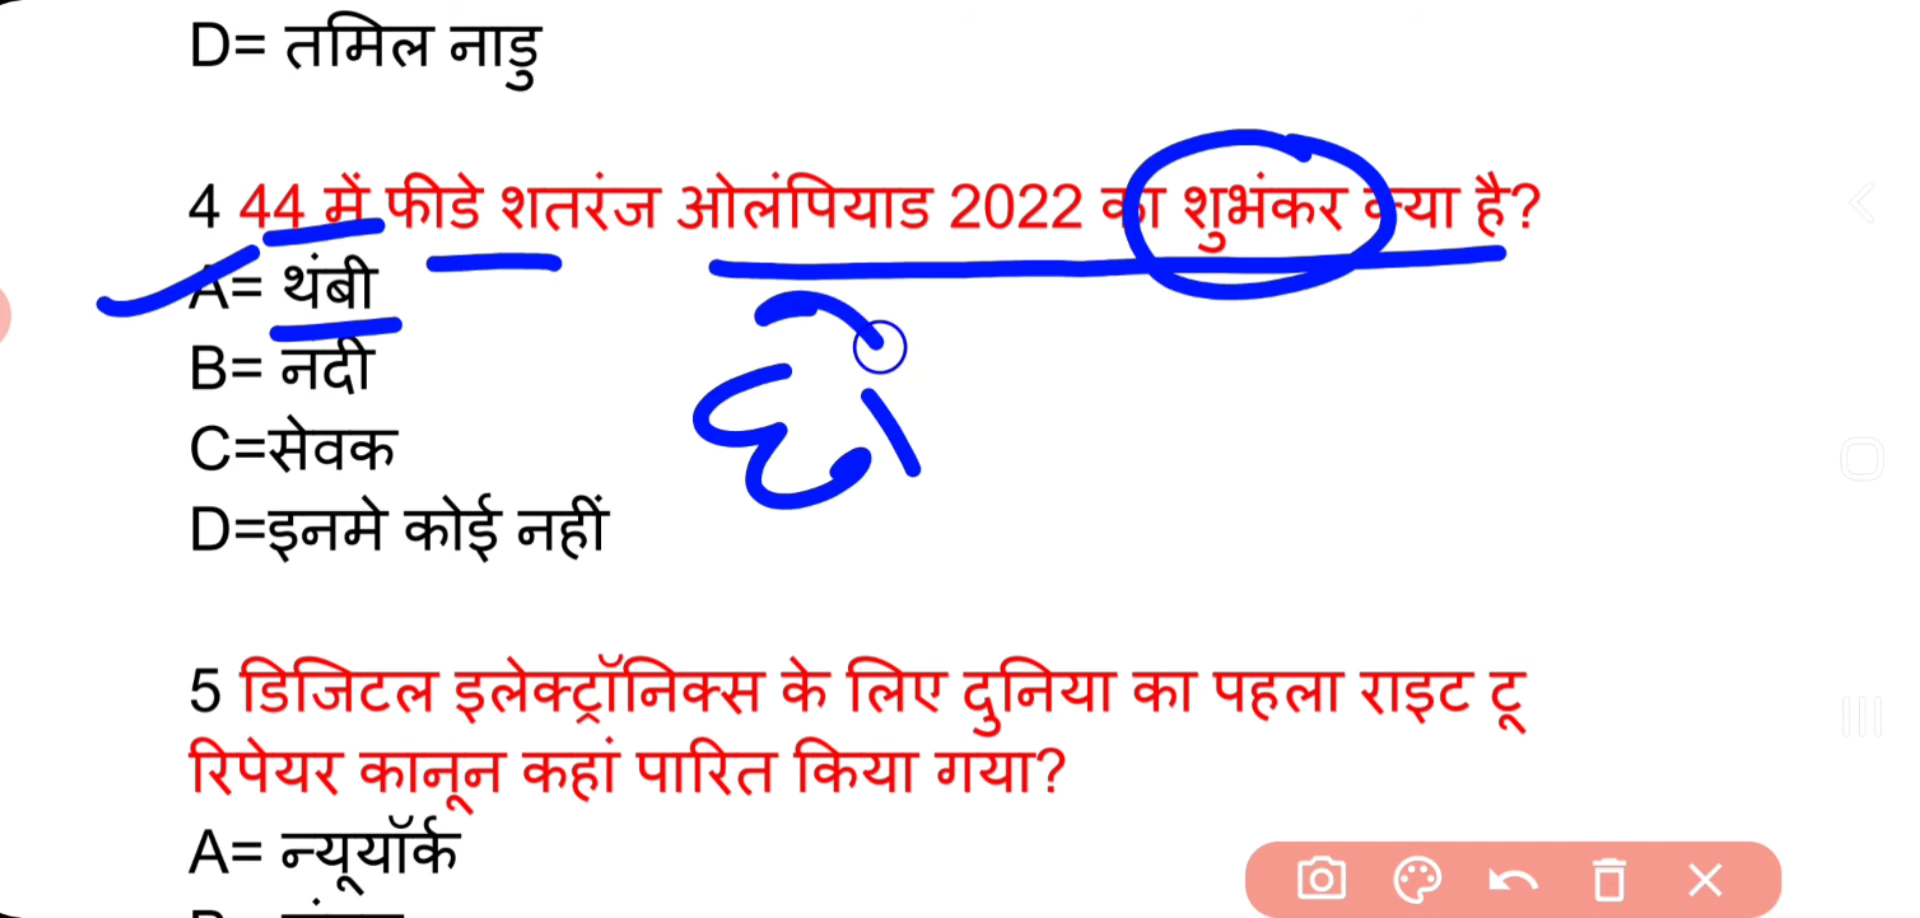 D= तमिल नाडु
4 44 में फीडे शतरंज ओलंपियाड 2022 का शुभंकर क्या है?
A= थंबी
B= नदी
C=सेवक
D=इनमे कोई नहीं
5 डिजिटल इलेक्ट्रॉनिक्स के लिए दुनिया का पहला राइट टू
रिपेयर कानून कहां पारित किया गया?
A= न्यूयॉर्क